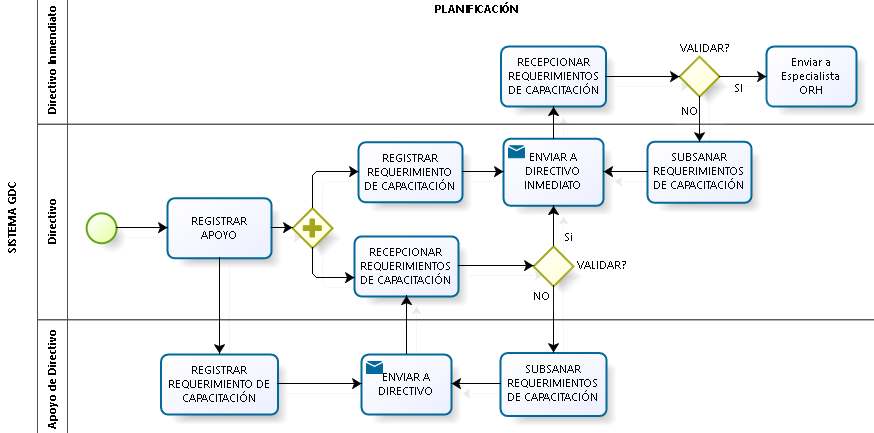 PLANIFICACIÓN
SISTEMA GDC
Directivo Inmendiato
RECEPCIONAR
REQUERIMIENTOS
DE CAPACITACIÓN
VALIDAR?
SI
NO
Enviar a
Especialista
ORH
Directivo
REGISTRAR
APOYO
REGISTRAR
REQUERIMIENTO
DE CAPACITACIÓN
ENVIAR A
DIRECTIVO
INMEDIATO
SUBSANAR
REQUERIMIENTOS
DE CAPACITACIÓN
RECEPCIONAR
REQUERIMIENTOS
DE CAPACITACIÓN
Si
VALIDAR?
NO
Apoyo de Directivo
REGISTRAR
REQUERIMIENTO DE
CAPACITACIÓN
ENVIAR A
DIRECTIVO
SUBSANAR
REQUERIMIENTOS
DE CAPACITACIÓN